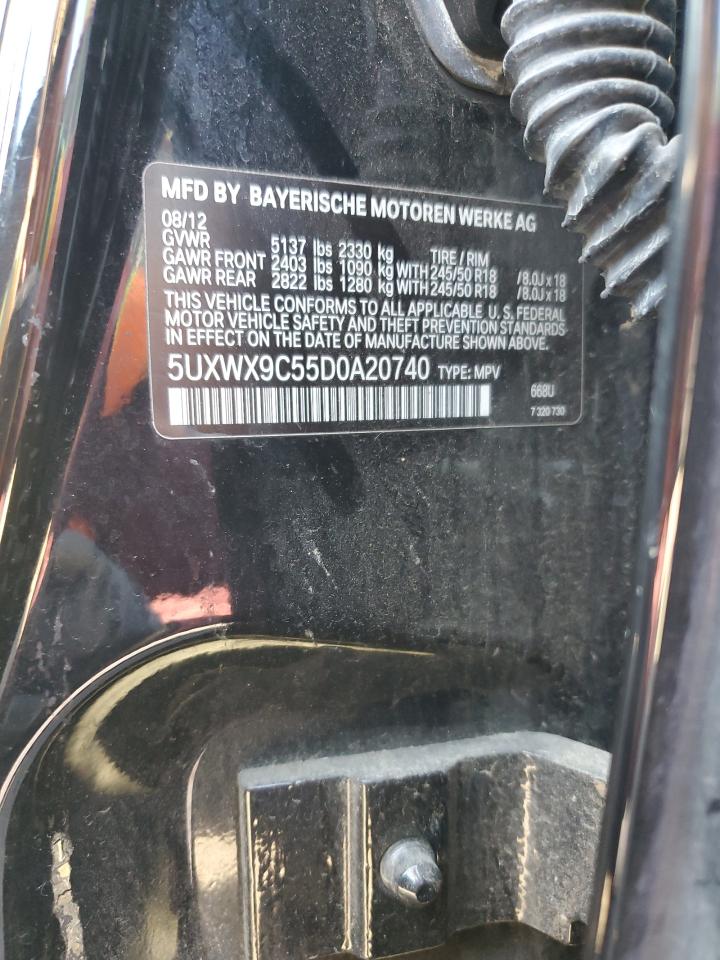 MFD BY BAYERISCHE MOTOREN WERKE AG
08/12
GVWR 5137 lbs 2330 kg TIRE / RIM
GAWR FRONT 2403 lbs 1090 kg WITH 245/50 R18 /8.0J x 18
GAWR REAR 2822 lbs 1280 kg WITH 245/50 R18 /8.0J x 18
THIS VEHICLE CONFORMS TO ALL APPLICABLE U. S. FEDERAL
MOTOR VEHICLE SAFETY AND THEFT PREVENTION STANDARDS
IN EFFECT ON THE DATE OF MANUFACTURE SHOWN ABOVE.
5UXWX9C55D0A20740 TYPE: MPV
668U
7 320 730